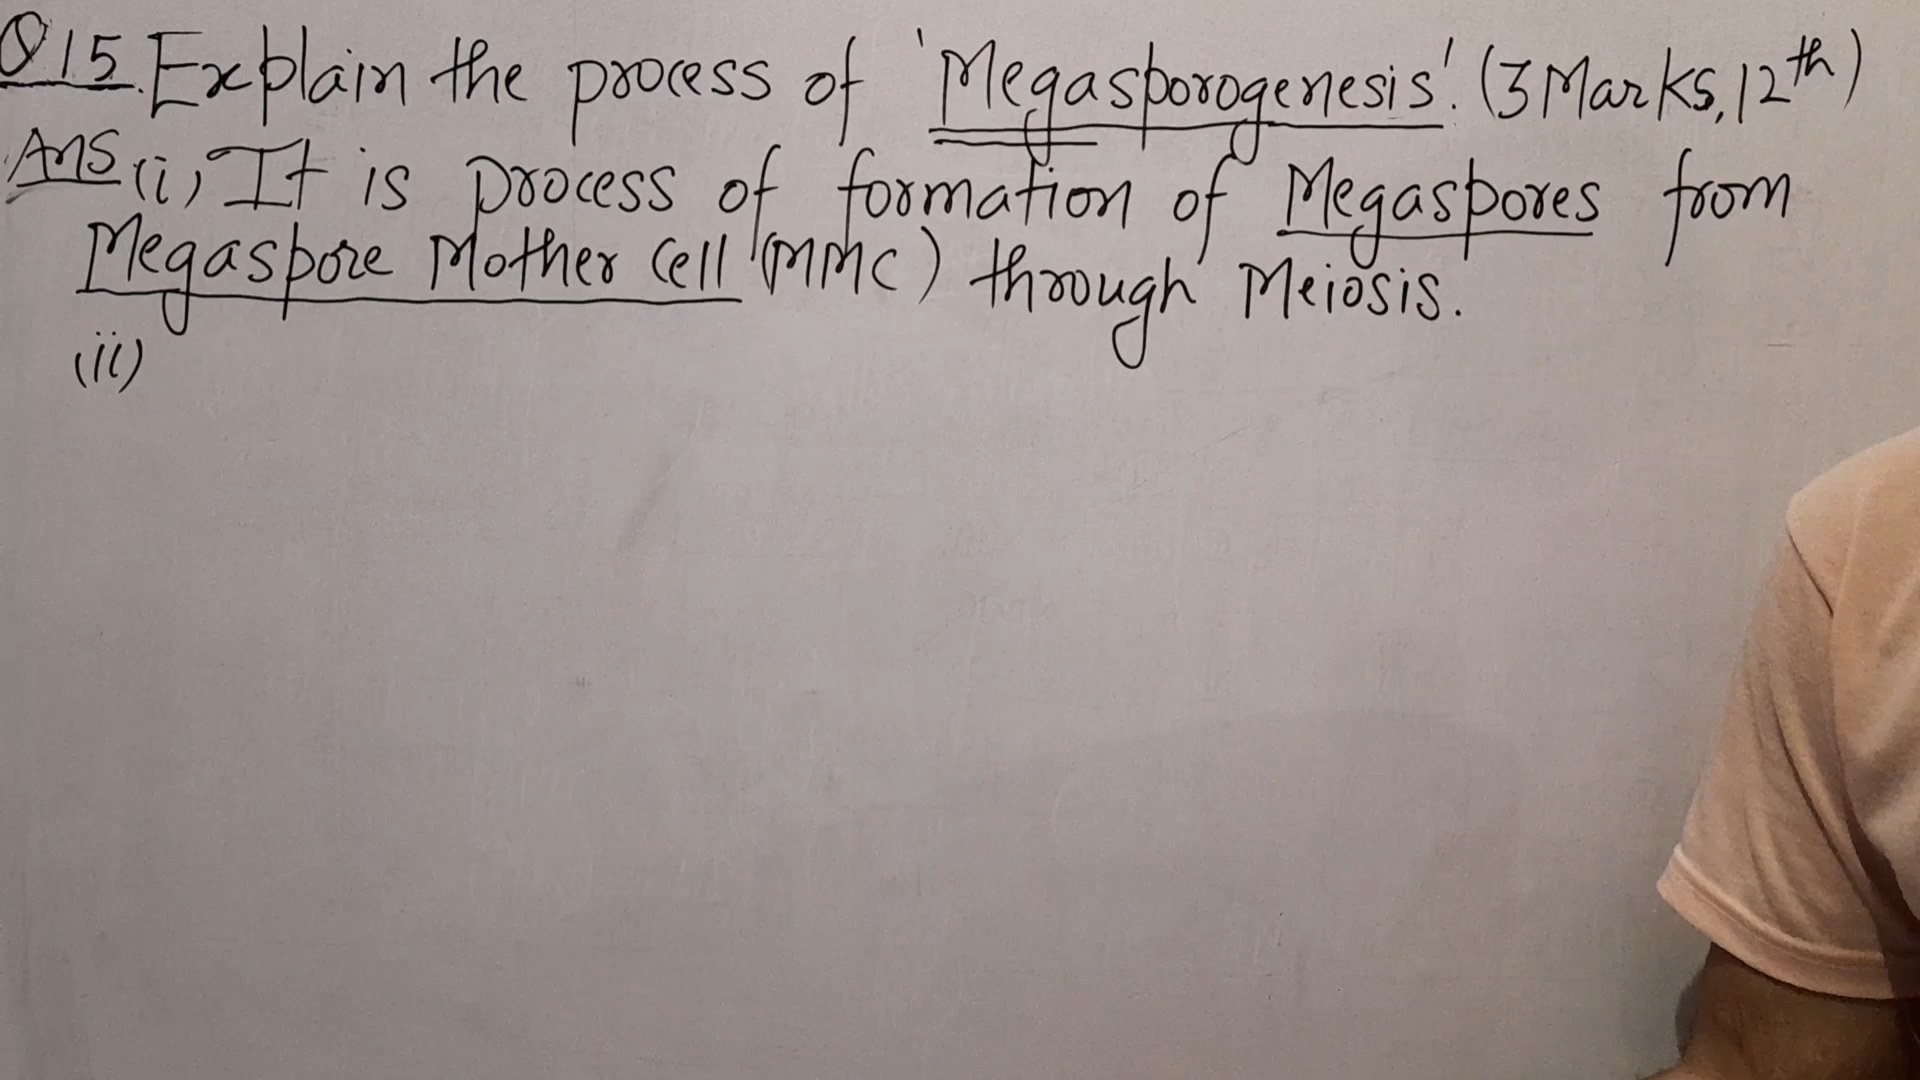 Q15. Explain the process of 'Megasporogenesis'. (3 Marks, 12th)
Ans (i) It is process of formation of Megaspores from
Megaspore Mother Cell (MMC) through Meiosis.
(ii)